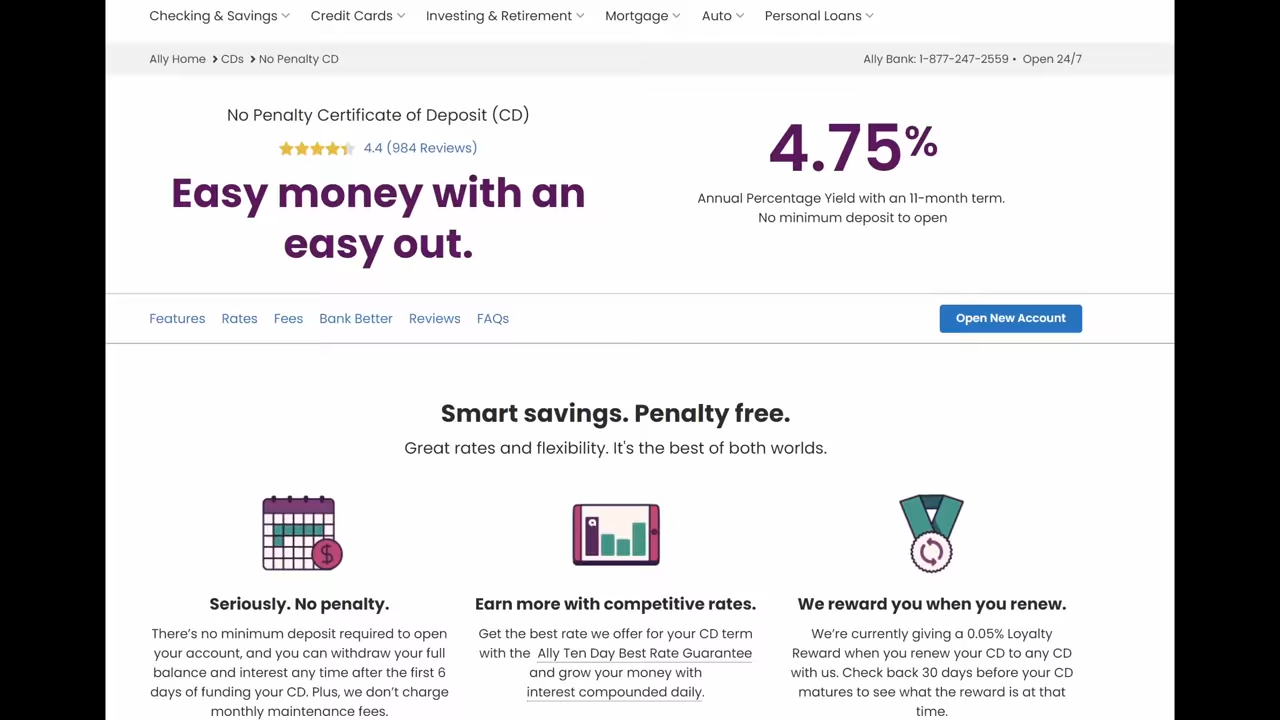 Checking & Savings Credit Cards Investing & Retirement Mortgage Auto Personal Loans
Ally Home CDs No Penalty CD
Ally Bank: 1-877-247-2559 • Open 24/7
No Penalty Certificate of Deposit (CD)
4.4 (984 Reviews)
Easy money with an
easy out.
4.75%
Annual Percentage Yield with an 11-month term.
No minimum deposit to open
Features Rates Fees Bank Better Reviews FAQs
Open New Account
Smart savings. Penalty free.
Great rates and flexibility. It's the best of both worlds.
Seriously. No penalty.
There’s no minimum deposit required to open
your account, and you can withdraw your full
balance and interest any time after the first 6
days of funding your CD. Plus, we don’t charge
monthly maintenance fees.
Earn more with competitive rates.
Get the best rate we offer for your CD term
with the Ally Ten Day Best Rate Guarantee
and grow your money with
interest compounded daily.
We reward you when you renew.
We’re currently giving a 0.05% Loyalty
Reward when you renew your CD to any CD
with us. Check back 30 days before your CD
matures to see what the reward is at that
time.